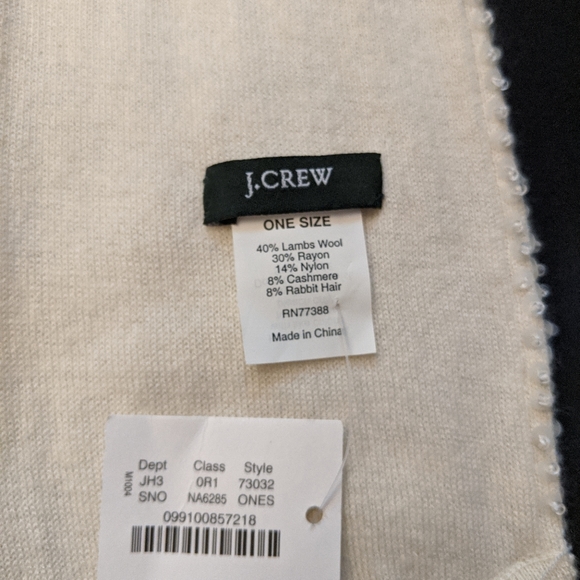 J.CREW
ONE SIZE
40% Lambs Wool
30% Rayon
14% Nylon
8% Cashmere
8% Rabbit Hair
RN77388
Made in China
M1004
Dept Class Style
JH3 0R1 73032
SNO NA6285 ONES
099100857218